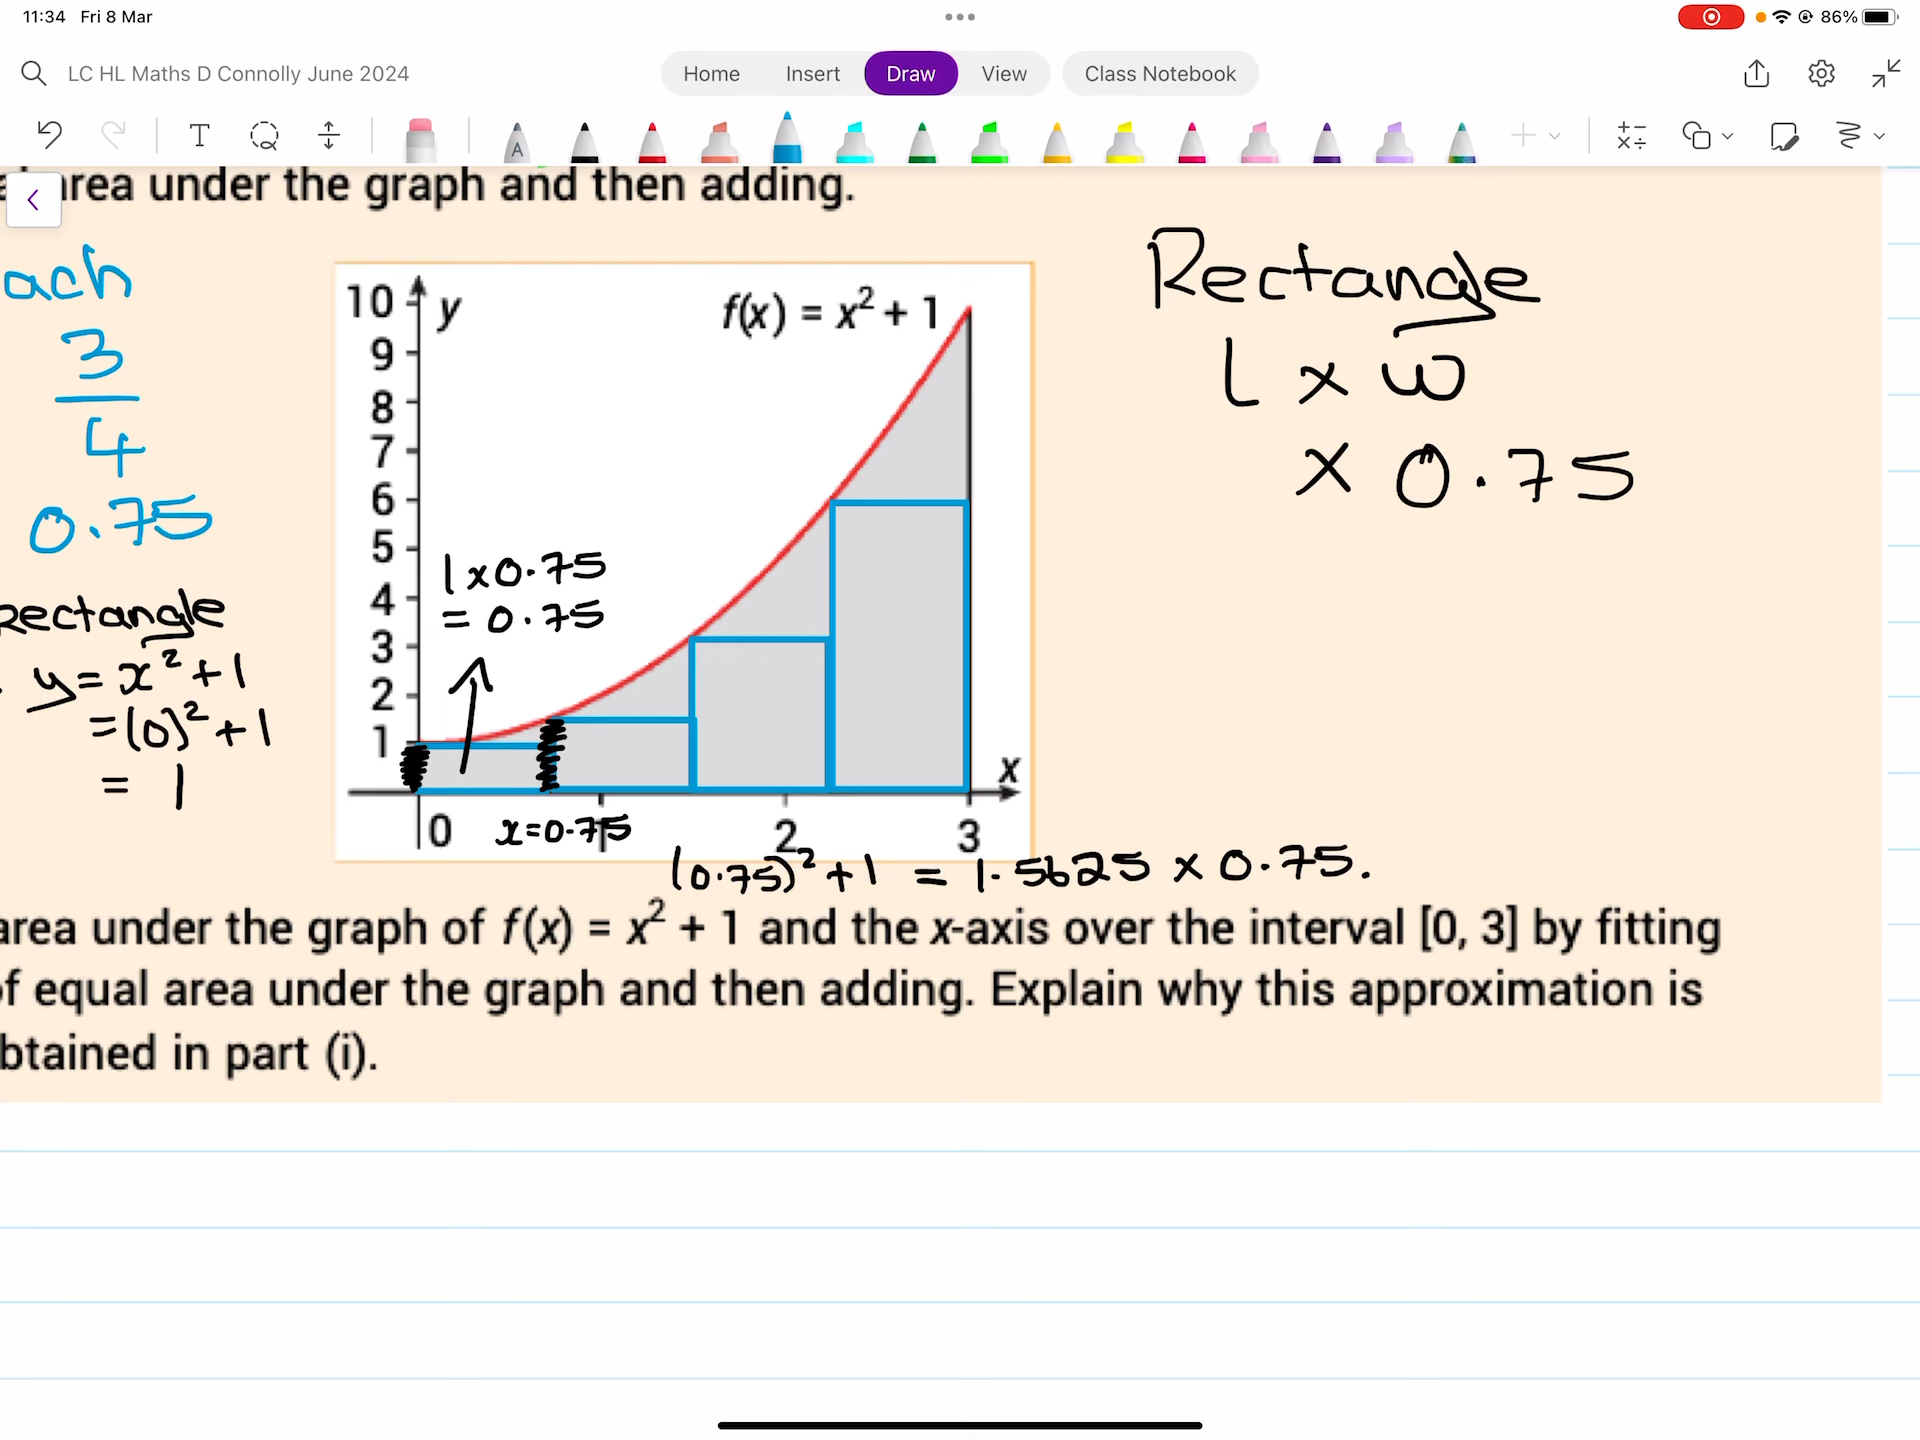 11:34 Fri 8 Mar
86%
LC HL Maths D Connolly June 2024
Home Insert Draw View Class Notebook
T
A
area under the graph and then adding.
ach
3
4
0.75
Rectangle
y = x² + 1
= (0)² + 1
= 1
10 y
f(x) = x² + 1
9
8
7
6
5
4
3
2
1
1 x 0.75
= 0.75
x
0 x = 0.75 2 3
(0.75)² + 1 = 1.5625 x 0.75.
Rectangle
l x w
x 0.75
area under the graph of f(x) = x² + 1 and the x-axis over the interval [0, 3] by fitting
of equal area under the graph and then adding. Explain why this approximation is
btained in part (i).